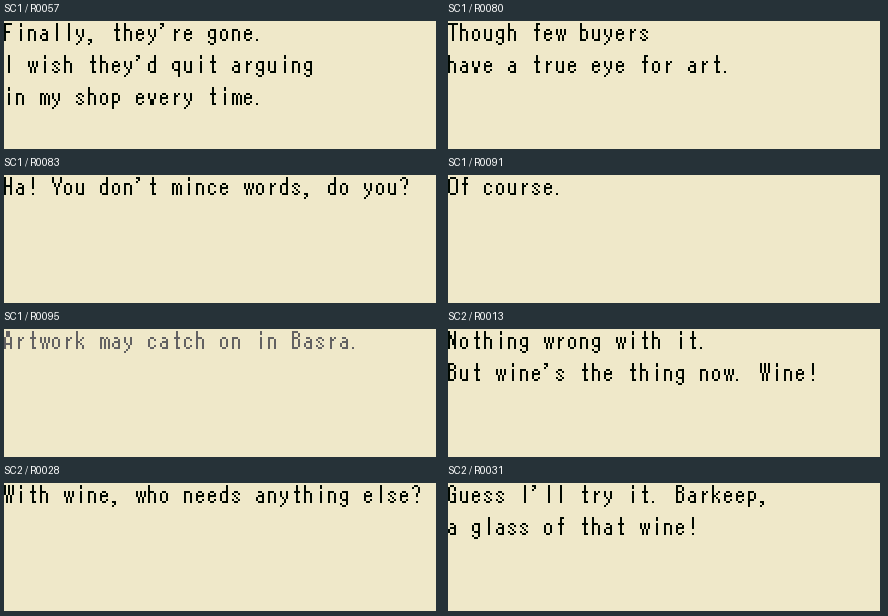 SC1/R0057
Finally, they're gone.
I wish they'd quit arguing
in my shop every time.
SC1/R0080
Though few buyers
have a true eye for art.
SC1/R0083
Ha! You don't mince words, do you?
SC1/R0091
Of course.
SC1/R0095
Artwork may catch on in Basra.
SC2/R0013
Nothing wrong with it.
But wine's the thing now. Wine!
SC2/R0028
With wine, who needs anything else?
SC2/R0031
Guess I'll try it. Barkeep,
a glass of that wine!